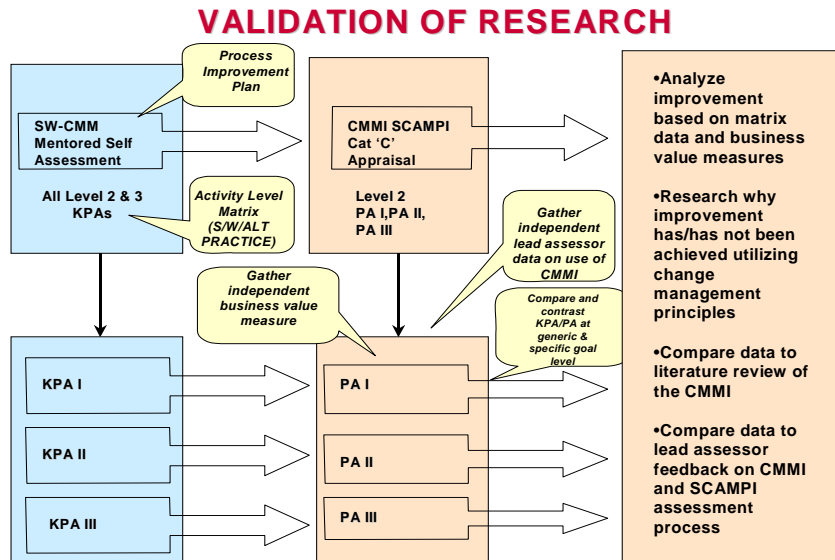 VALIDATION OF RESEARCH
Process
Improvement
Plan
SW-CMM
Mentored Self
Assessment
All Level 2 & 3
KPAs
Activity Level
Matrix
(S/W/ALT
PRACTICE)
CMMI SCAMPI
Cat ‘C’
Appraisal
Level 2
PA I,PA II,
PA III
Gather
independent
lead assessor
data on use of
CMMI
Gather
independent
business value
measure
Compare and
contrast
KPA/PA at
generic &
specific goal
level
KPA I
KPA II
KPA III
PA I
PA II
PA III
•Analyze
improvement
based on matrix
data and business
value measures
•Research why
improvement
has/has not been
achieved utilizing
change
management
principles
•Compare data to
literature review of
the CMMI
•Compare data to
lead assessor
feedback on CMMI
and SCAMPI
assessment
process